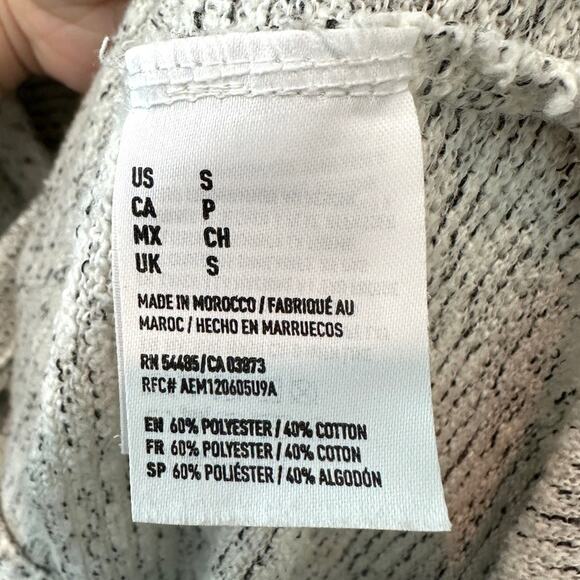 US S
CA P
MX CH
UK S
MADE IN MOROCCO / FABRIQUÉ AU
MAROC / HECHO EN MARRUECOS
RN 54485/CA 03873
RFC# AEM120605U9A
EN 60% POLYESTER / 40% COTTON
FR 60% POLYESTER / 40% COTON
SP 60% POLIÉSTER / 40% ALGODÓN